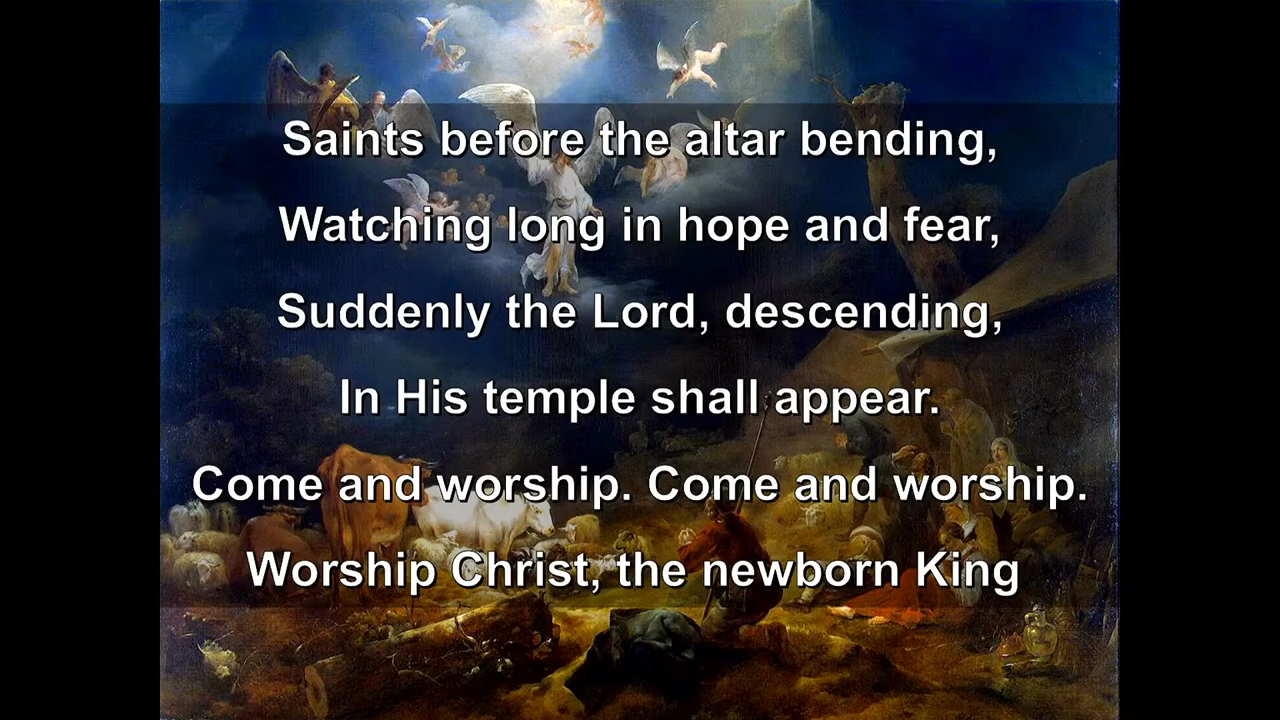 Saints before the altar bending,
Watching long in hope and fear,
Suddenly the Lord, descending,
In His temple shall appear.
Come and worship. Come and worship.
Worship Christ, the newborn King